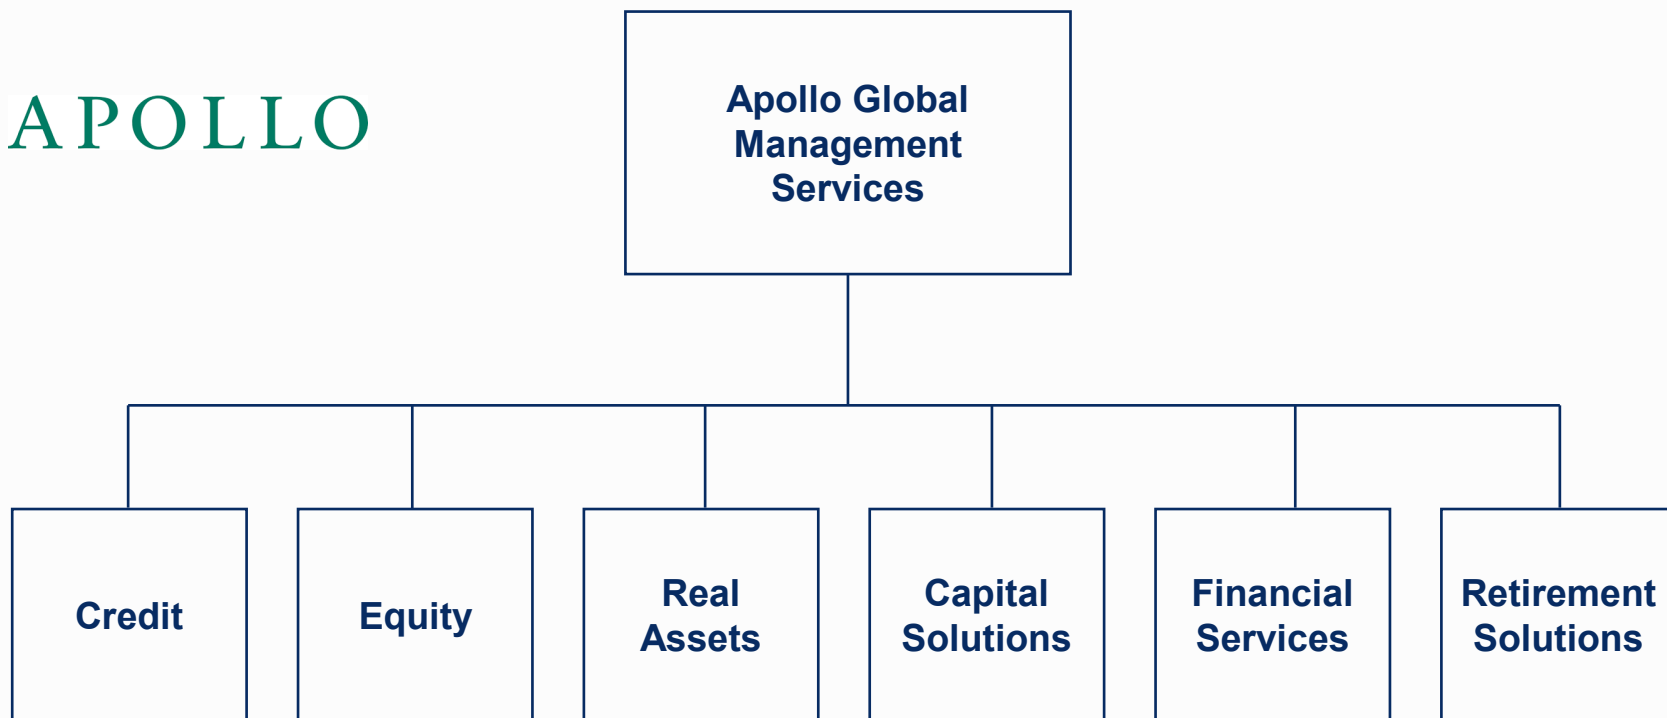 APOLLO
Apollo Global
Management
Services
Credit
Equity
Real
Assets
Capital
Solutions
Financial
Services
Retirement
Solutions